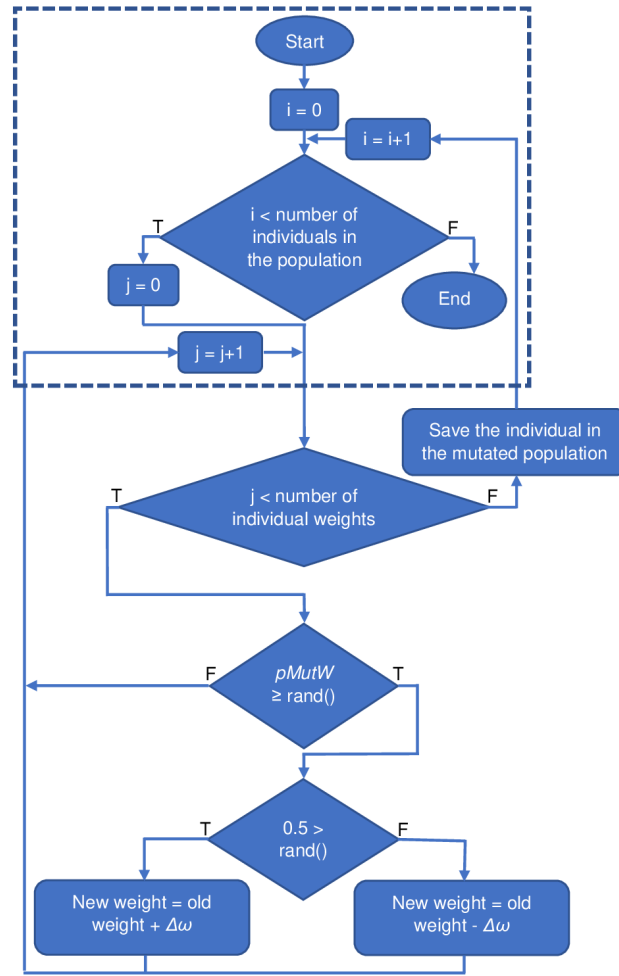 Start
i = 0
i = i+1
i < number of
individuals in
the population
T
F
j = 0
End
j = j+1
Save the individual in
the mutated population
j < number of
individual weights
T
F
pMutW
≥ rand()
F
T
0.5 >
rand()
T
F
New weight = old
weight + Δω
New weight = old
weight - Δω